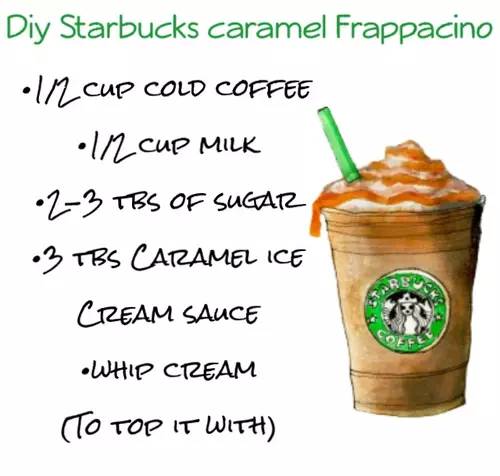 Diy Starbucks caramel Frappacino
•1/2 CUP COLD COFFEE
•1/2 CUP MILK
•2-3 TBS OF SUGAR
•3 TBS CARAMEL ICE
CREAM SAUCE
•WHIP CREAM
(TO TOP IT WITH)
STARBUCKS
COFFEE